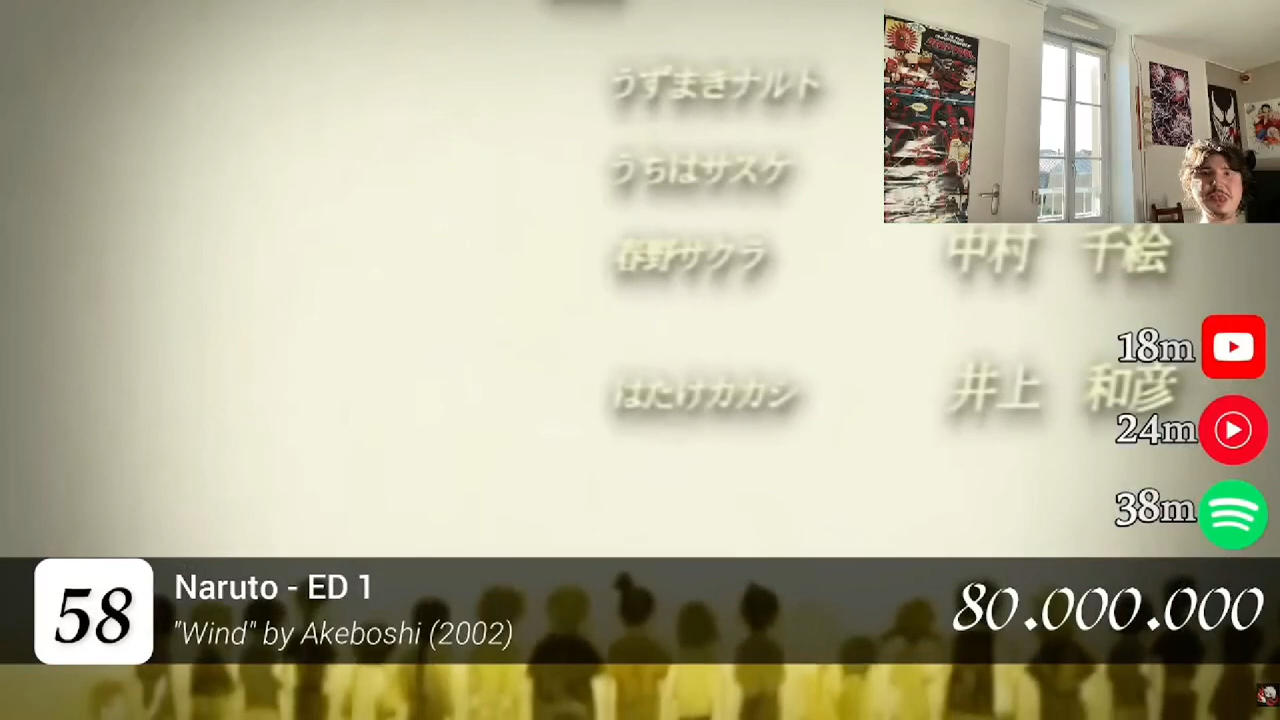 うずまきナルト
うちはサスケ
春野サクラ
中村 千絵
はたけカカシ
井上 和彦
18m
24m
38m
58
Naruto - ED 1
"Wind" by Akeboshi (2002)
80.000.000